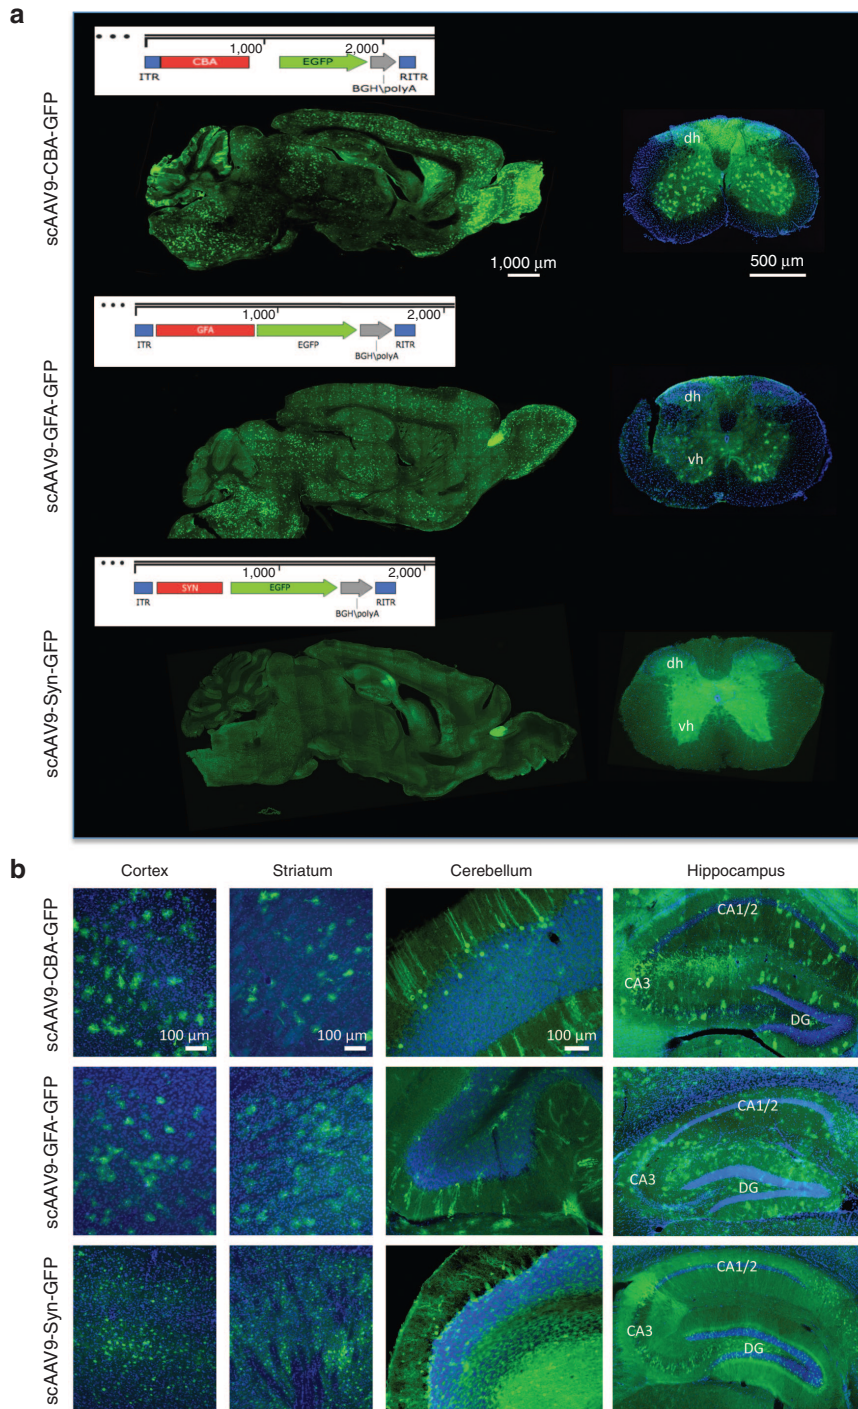 a
scAAV9-CBA-GFP
1,000 2,000
CBA EGFP
ITR RITR
BGH\polyA
dh
1,000 µm
500 µm
scAAV9-GFA-GFP
1,000 2,000
GFA
ITR EGFP RITR
BGH\polyA
dh
vh
scAAV9-Syn-GFP
1,000 2,000
SYN EGFP
ITR RITR
BGH\polyA
dh
vh
b
Cortex Striatum Cerebellum Hippocampus
scAAV9-CBA-GFP
CA1/2
CA3
DG
100 µm 100 µm 100 µm
scAAV9-GFA-GFP
CA1/2
CA3
DG
scAAV9-Syn-GFP
CA1/2
CA3
DG